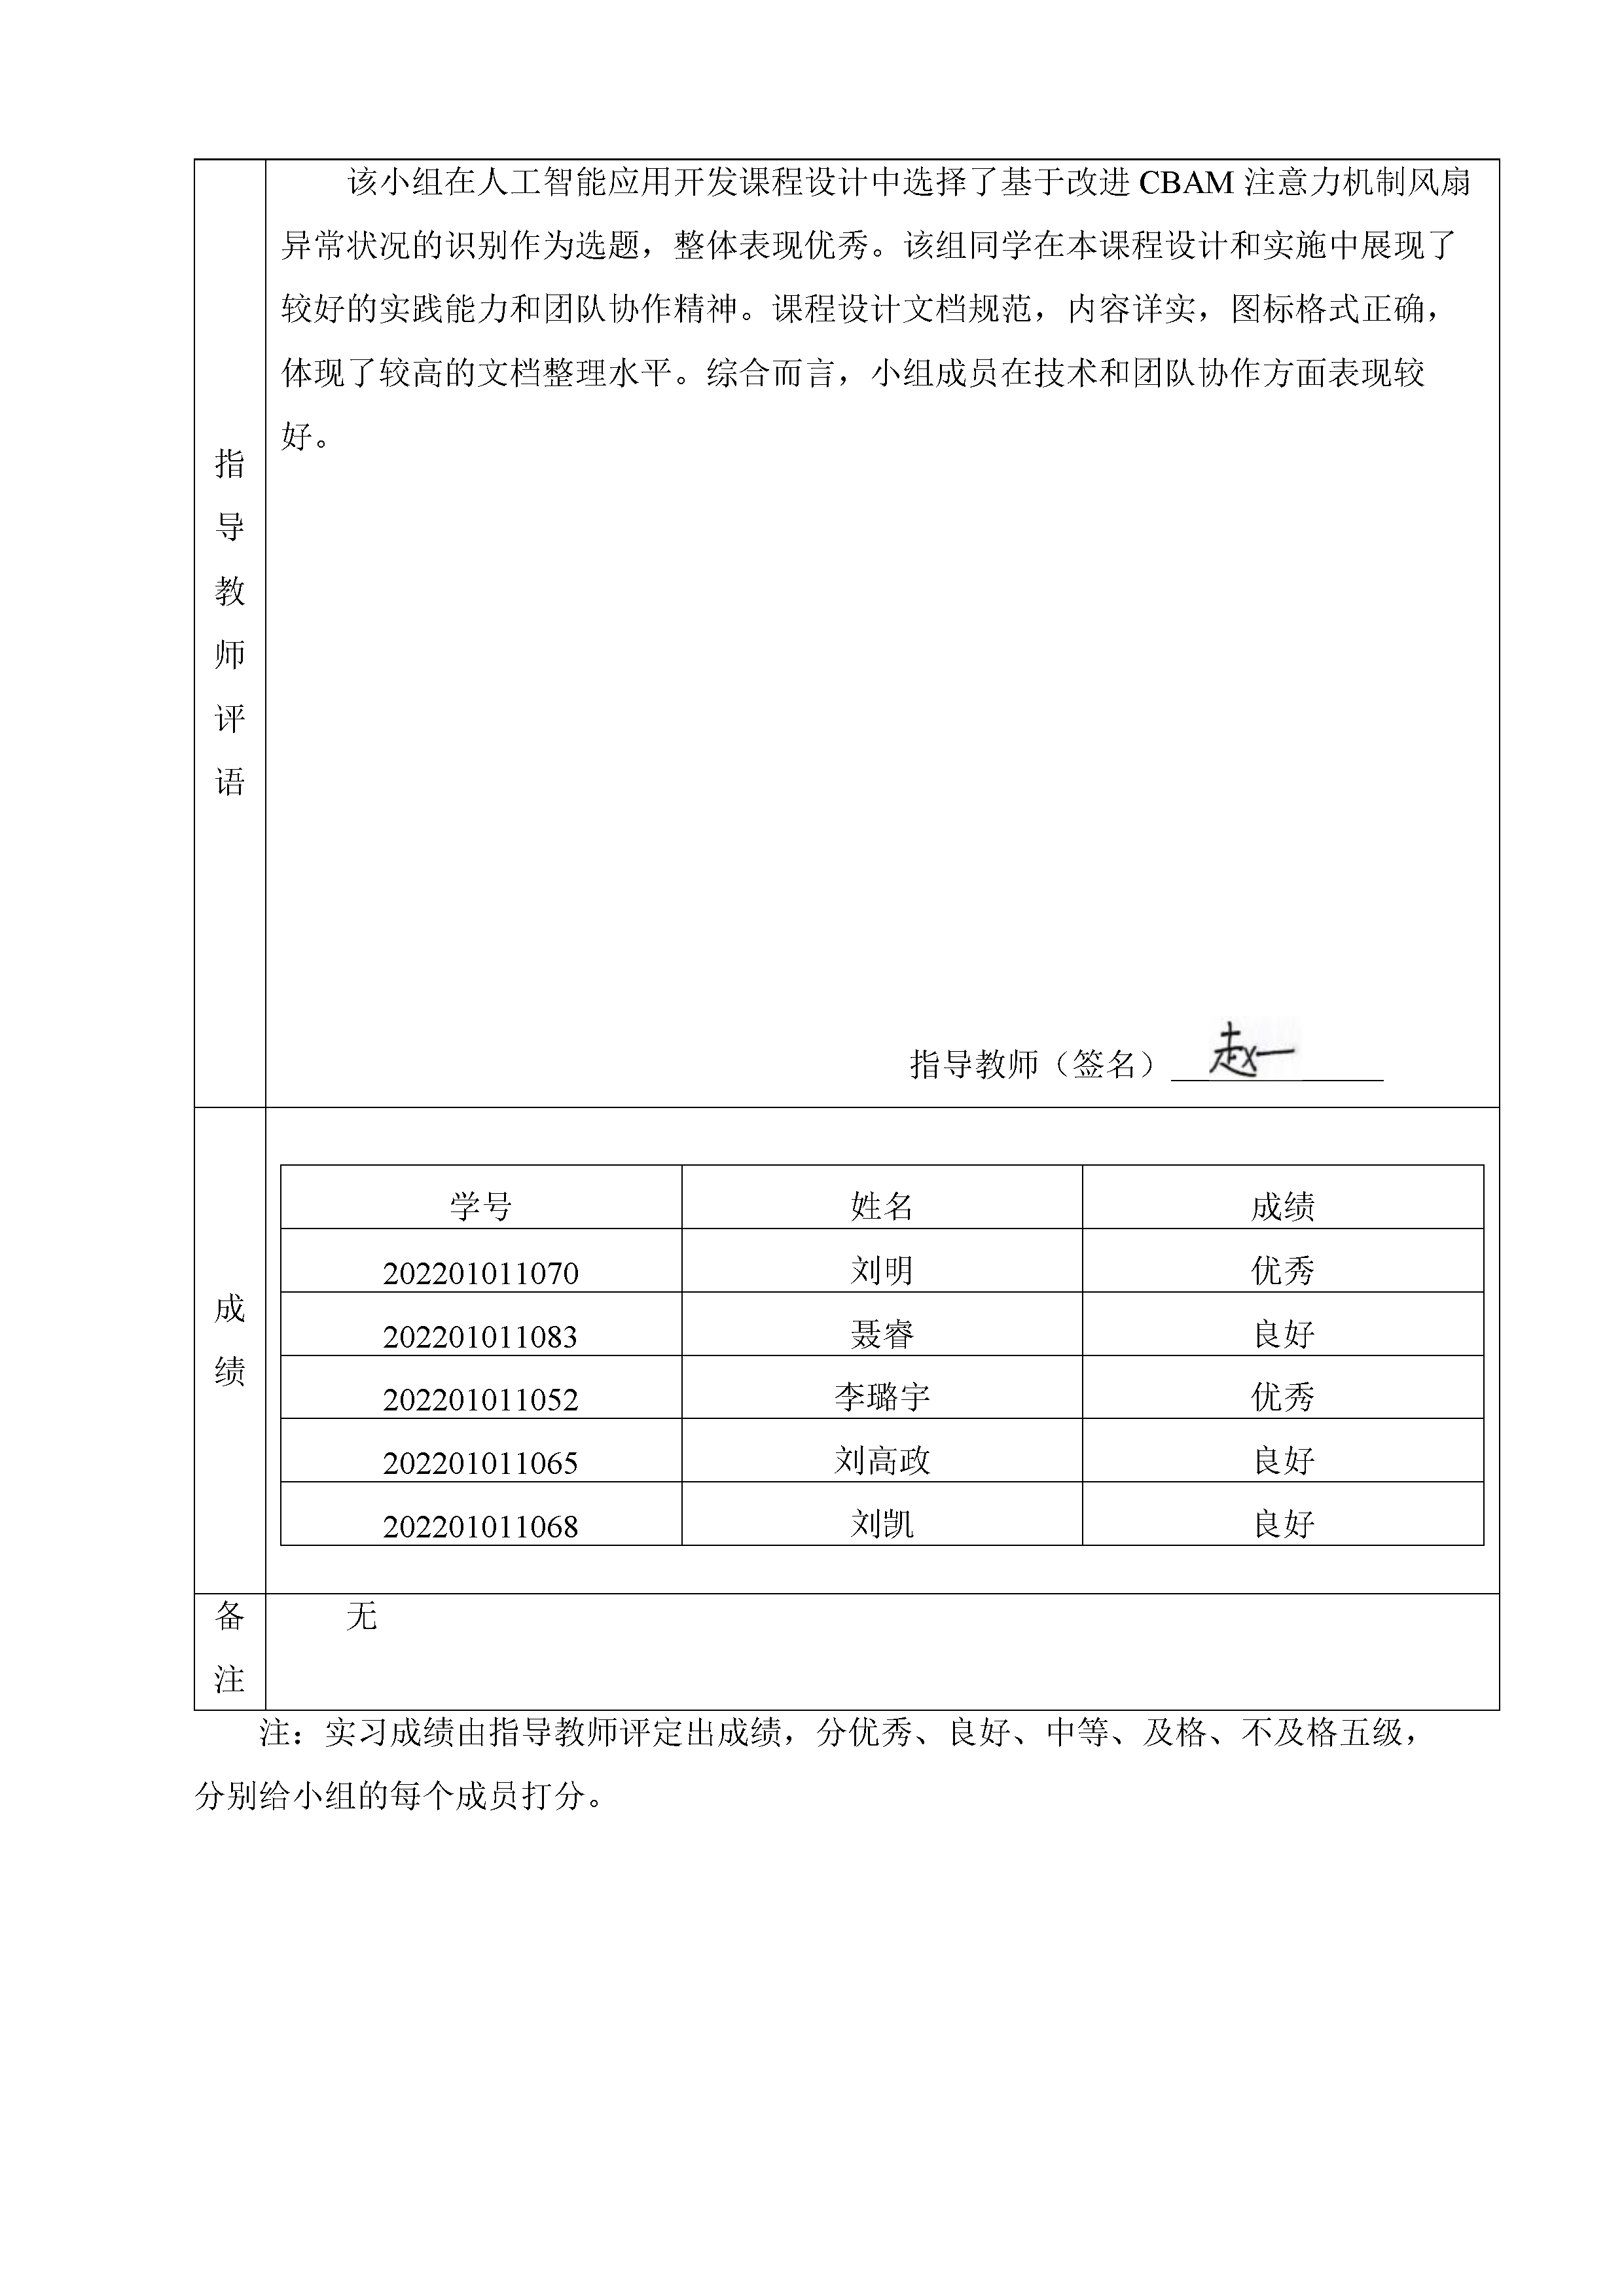 该小组在人工智能应用开发课程设计中选择了基于改进 CBAM 注意力机制风扇
异常状况的识别作为选题，整体表现优秀。该组同学在本课程设计和实施中展现了
较好的实践能力和团队协作精神。课程设计文档规范，内容详实，图标格式正确，
体现了较高的文档整理水平。综合而言，小组成员在技术和团队协作方面表现较
好。
指
导
教
师
评
语
指导教师（签名） 赵一
成
绩
学号 姓名 成绩
202201011070 刘明 优秀
202201011083 聂睿 良好
202201011052 李璐宇 优秀
202201011065 刘高政 良好
202201011068 刘凯 良好
备
注
无
注：实习成绩由指导教师评定出成绩，分优秀、良好、中等、及格、不及格五级，
分别给小组的每个成员打分。